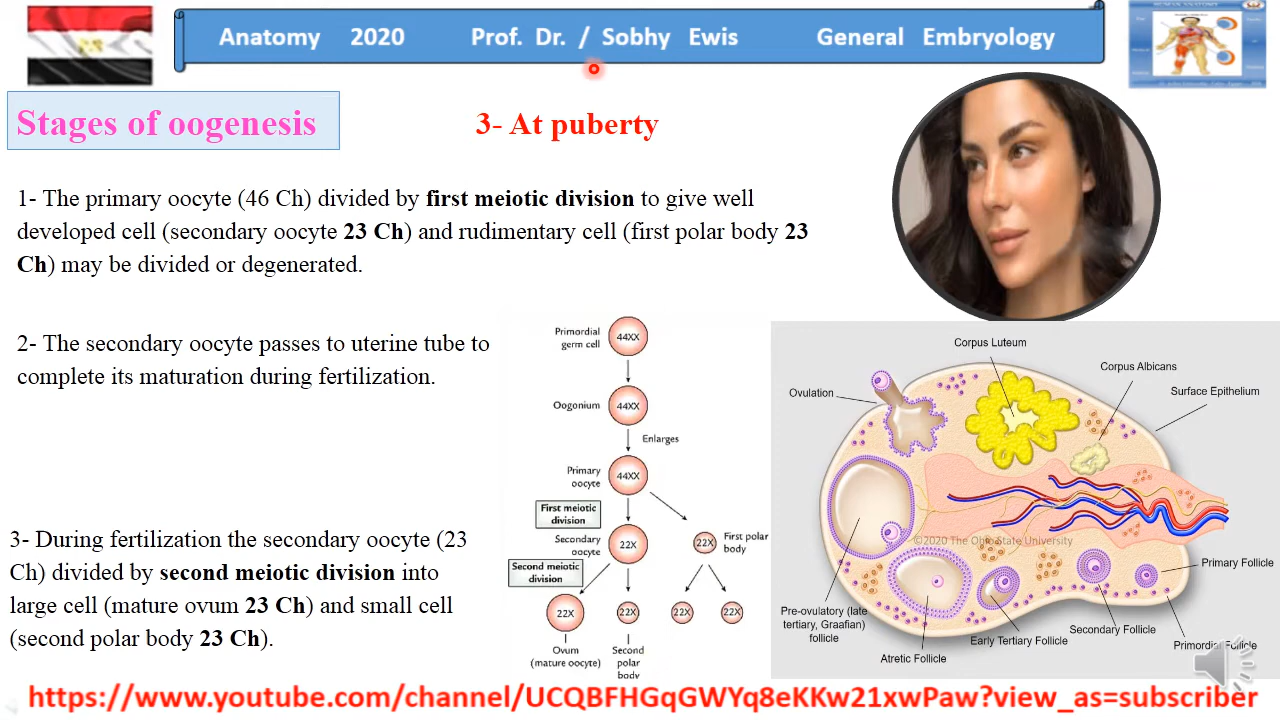 Anatomy 2020 Prof. Dr. / Sobhy Ewis General Embryology
Stages of oogenesis
3- At puberty
1- The primary oocyte (46 Ch) divided by first meiotic division to give well
developed cell (secondary oocyte 23 Ch) and rudimentary cell (first polar body 23
Ch) may be divided or degenerated.
2- The secondary oocyte passes to uterine tube to
complete its maturation during fertilization.
3- During fertilization the secondary oocyte (23
Ch) divided by second meiotic division into
large cell (mature ovum 23 Ch) and small cell
(second polar body 23 Ch).
Primordial
germ cell
44XX
Oogonium
44XX
Enlarges
Primary
oocyte
44XX
First meiotic
division
Secondary
oocyte
22X
22X
First polar
body
Second meiotic
division
22X
22X
22X
22X
Ovum
(mature oocyte)
Second
polar
body
Corpus Luteum
Corpus Albicans
Surface Epithelium
Ovulation
©2020 The Ohio State University
Primary Follicle
Pre-ovulatory (late
tertiary, Graafian)
follicle
Early Tertiary Follicle
Secondary Follicle
Primordial Follicle
Atretic Follicle
https://www.youtube.com/channel/UCQBFHGqGWYq8eKKw21xwPaw?view_as=subscriber